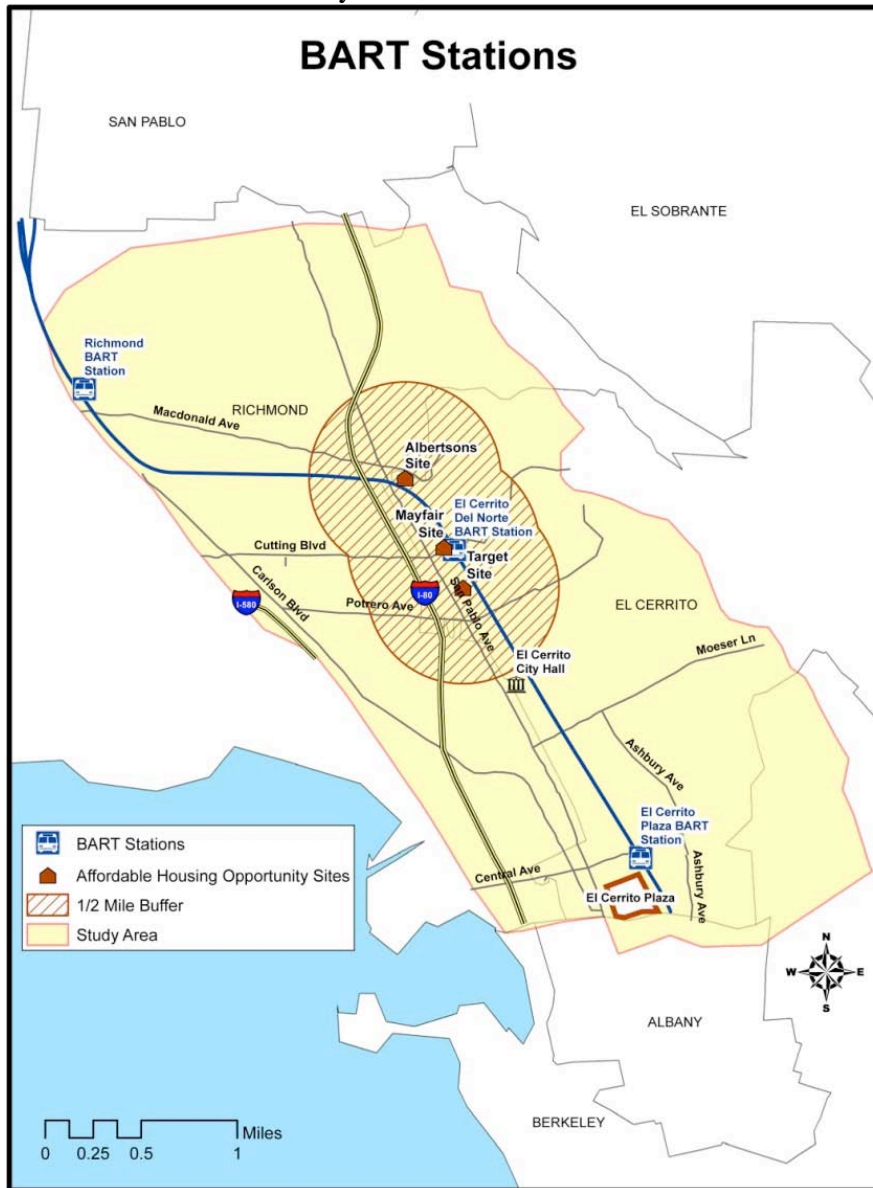 BART Stations
SAN PABLO
EL SOBRANTE
Richmond
BART
Station
RICHMOND
Macdonald Ave
Albertsons
Site
Mayfair
Site
El Cerrito
Del Norte
BART Station
Cutting Blvd
Target
Site
Carlson Blvd
I-580
I-80
Potrero Ave
San Pablo Ave
EL CERRITO
El Cerrito
City Hall
Moeser Ln
Ashbury Ave
El Cerrito
Plaza BART
Station
Central Ave
Ashbury Ave
El Cerrito Plaza
BART Stations
Affordable Housing Opportunity Sites
1/2 Mile Buffer
Study Area
N
W E
S
ALBANY
BERKELEY
Miles
0 0.25 0.5 1